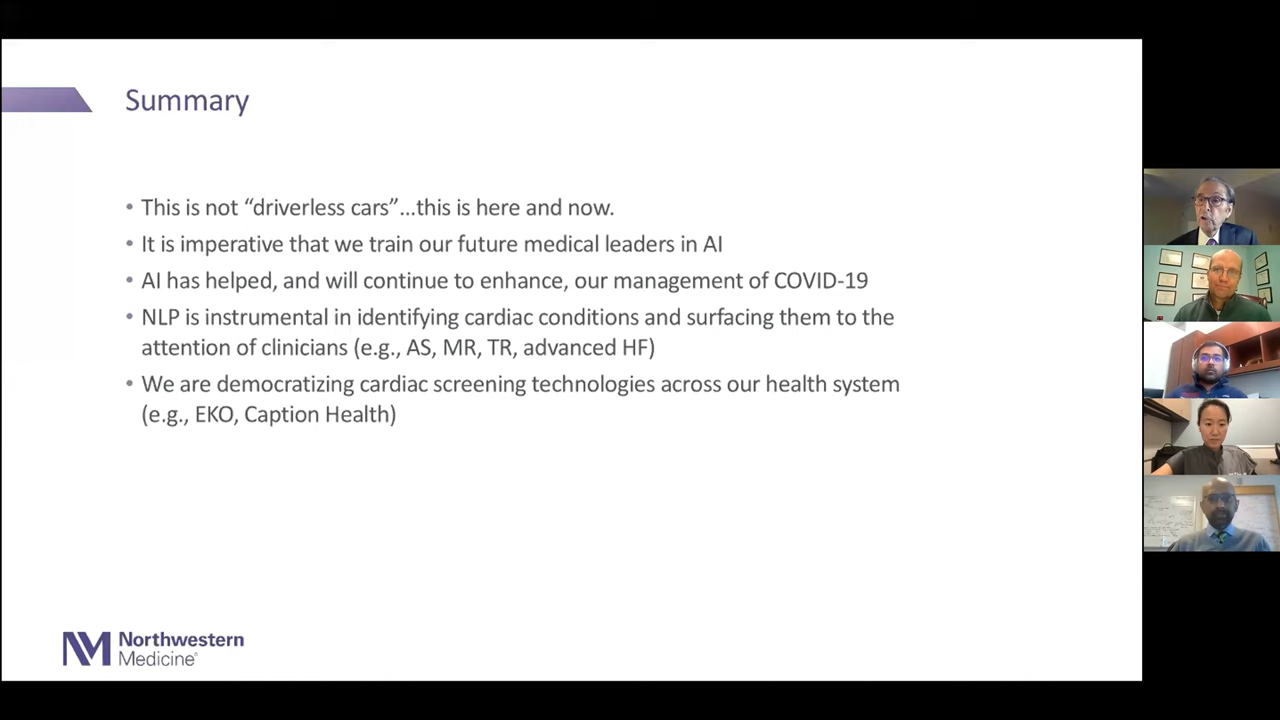 Summary
• This is not “driverless cars”...this is here and now.
• It is imperative that we train our future medical leaders in AI
• AI has helped, and will continue to enhance, our management of COVID-19
• NLP is instrumental in identifying cardiac conditions and surfacing them to the
attention of clinicians (e.g., AS, MR, TR, advanced HF)
• We are democratizing cardiac screening technologies across our health system
(e.g., EKO, Caption Health)
NM Northwestern
Medicine®